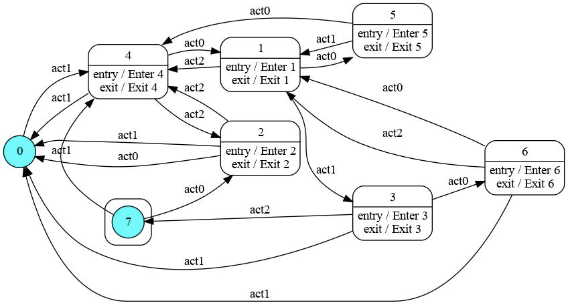 5
entry / Enter 5
exit / Exit 5
act0
4
entry / Enter 4
exit / Exit 4
act0
act2
1
entry / Enter 1
exit / Exit 1
act1
act0
act1
act1
act2
act2
act0
2
entry / Enter 2
exit / Exit 2
act1
act0
act2
0
act1
6
entry / Enter 6
exit / Exit 6
act1
act0
3
entry / Enter 3
exit / Exit 3
act0
7
act2
act1
act1